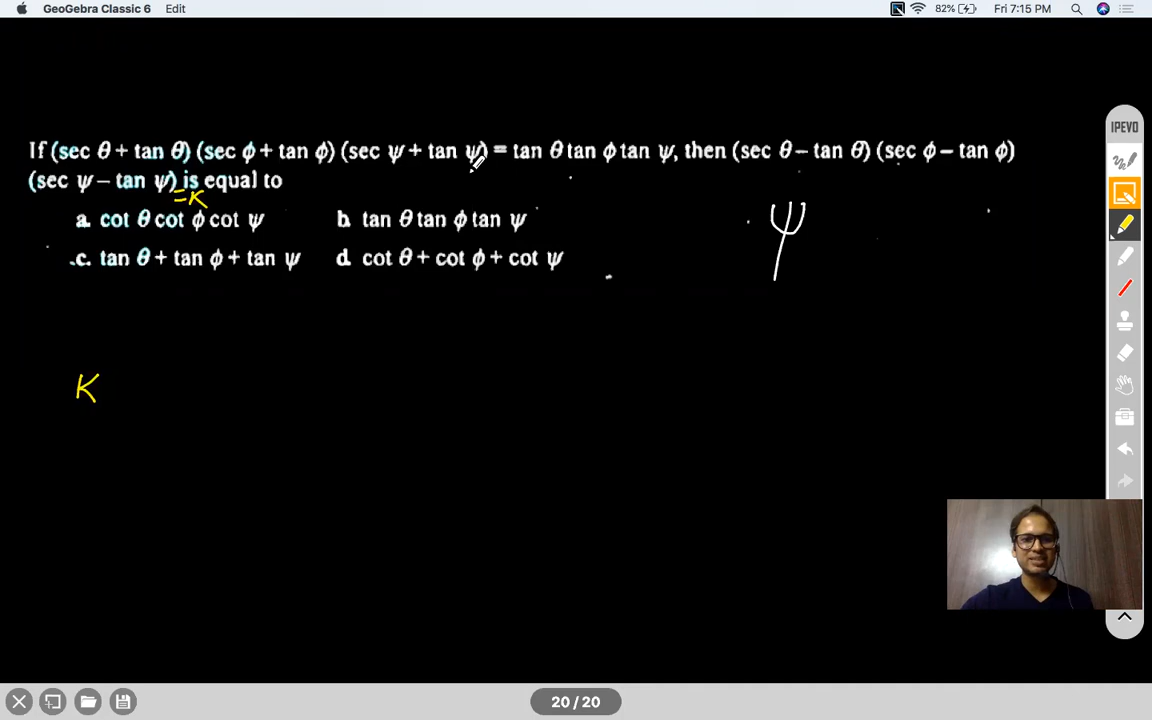 GeoGebra Classic 6 Edit 82% Fri 7:15 PM
IPEVO
If (sec θ + tan θ) (sec ϕ + tan ϕ) (sec ψ + tan ψ) = tan θ tan ϕ tan ψ, then (sec θ – tan θ) (sec ϕ – tan ϕ)
(sec ψ – tan ψ) is equal to
=K
a. cot θ cot ϕ cot ψ b. tan θ tan ϕ tan ψ
c. tan θ + tan ϕ + tan ψ d. cot θ + cot ϕ + cot ψ
ψ
K
20 / 20